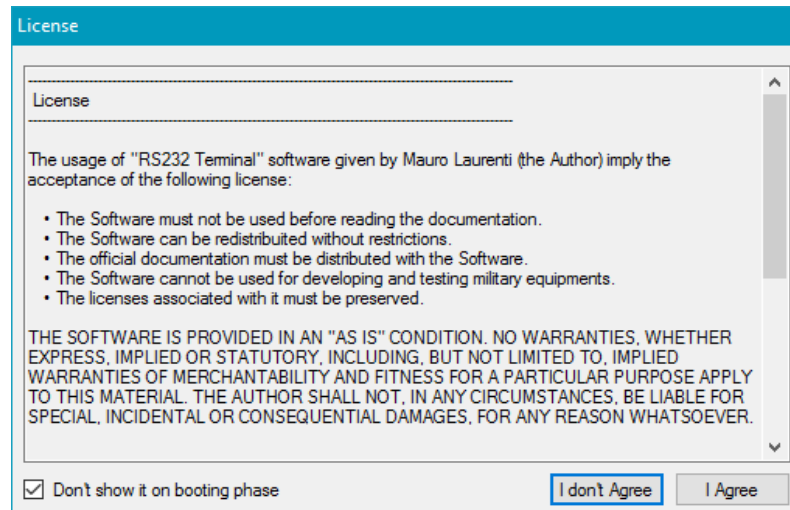 License
License
The usage of "RS232 Terminal" software given by Mauro Laurenti (the Author) imply the
acceptance of the following license:
• The Software must not be used before reading the documentation.
• The Software can be redistribuited without restrictions.
• The official documentation must be distributed with the Software.
• The Software cannot be used for developing and testing military equipments.
• The licenses associated with it must be preserved.
THE SOFTWARE IS PROVIDED IN AN "AS IS" CONDITION. NO WARRANTIES, WHETHER
EXPRESS, IMPLIED OR STATUTORY, INCLUDING, BUT NOT LIMITED TO, IMPLIED
WARRANTIES OF MERCHANTABILITY AND FITNESS FOR A PARTICULAR PURPOSE APPLY
TO THIS MATERIAL. THE AUTHOR SHALL NOT, IN ANY CIRCUMSTANCES, BE LIABLE FOR
SPECIAL, INCIDENTAL OR CONSEQUENTIAL DAMAGES, FOR ANY REASON WHATSOEVER.
Don't show it on booting phase
I don't Agree
I Agree